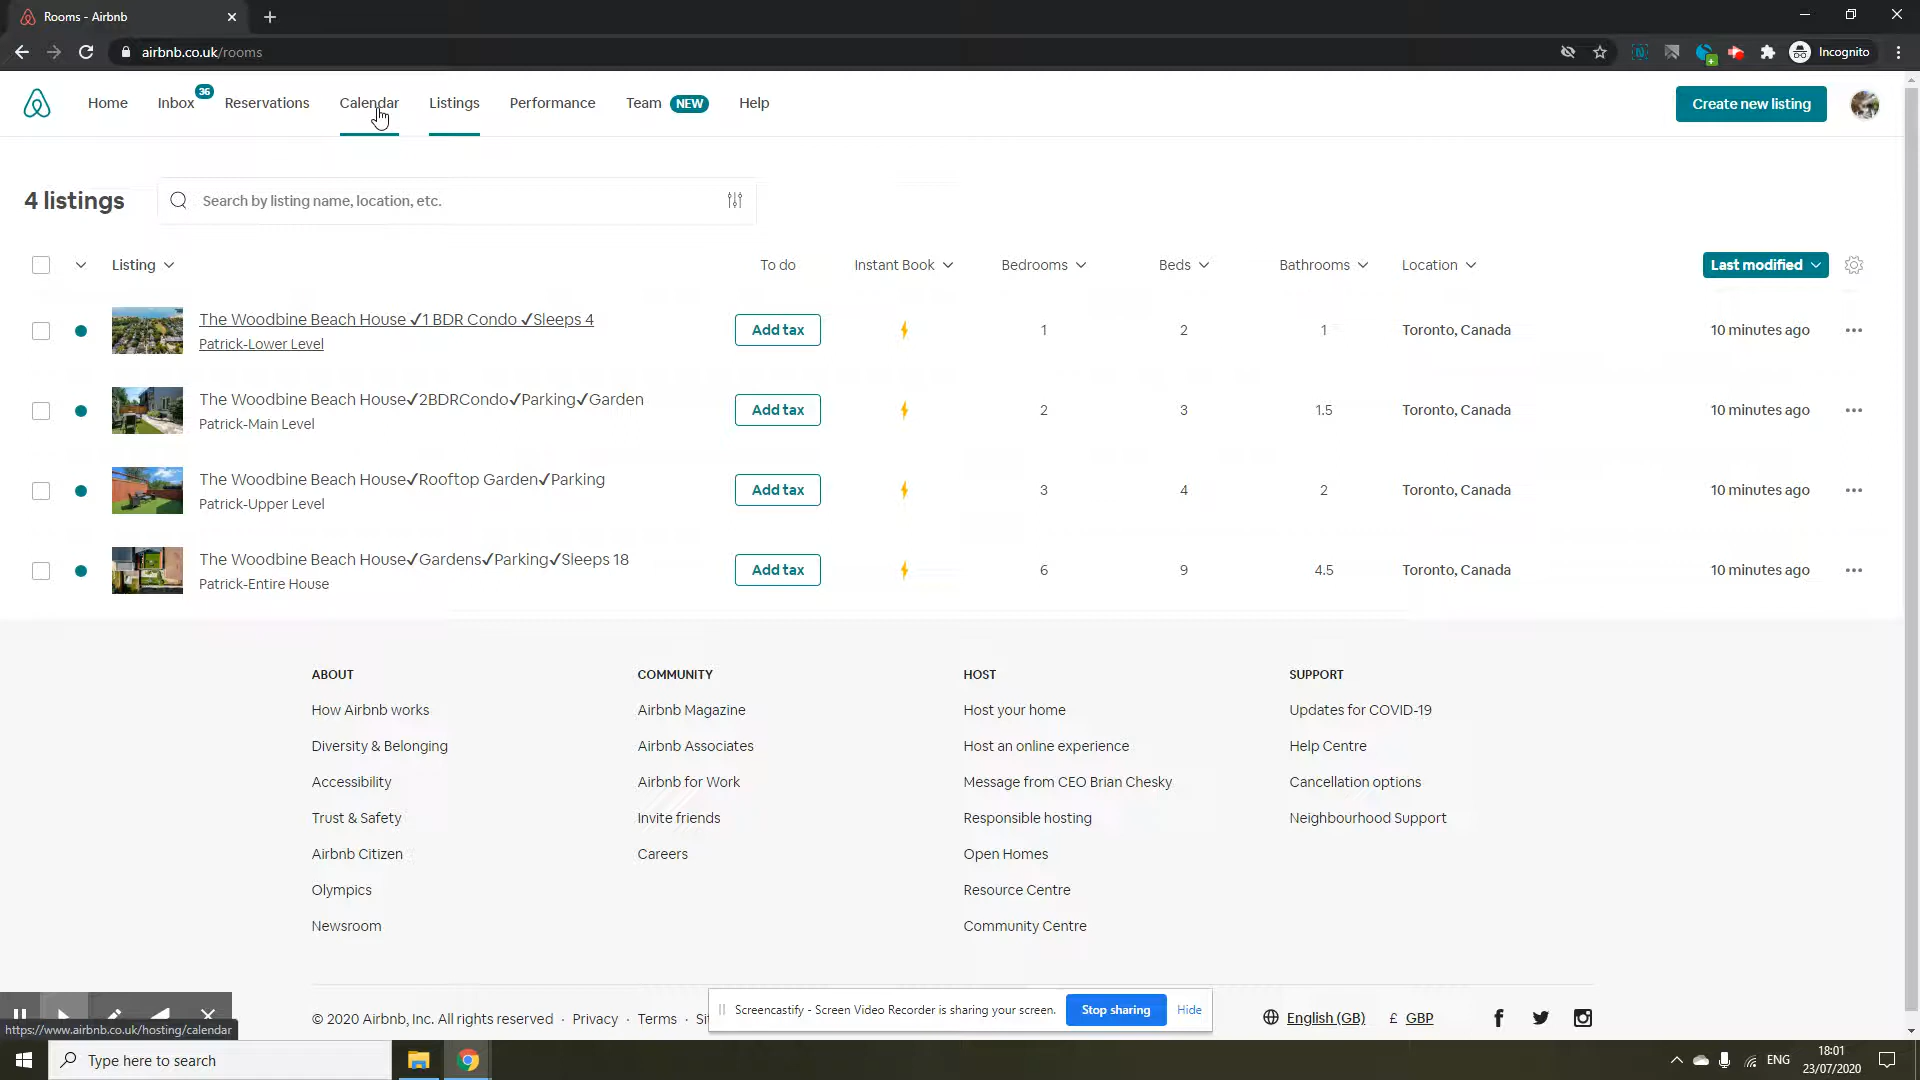 Rooms - Airbnb
airbnb.co.uk/rooms
Incognito
Home
Inbox
36
Reservations
Calendar
Listings
Performance
Team NEW
Help
Create new listing
4 listings
Search by listing name, location, etc.
Listing
To do
Instant Book
Bedrooms
Beds
Bathrooms
Location
Last modified
The Woodbine Beach House ✓1 BDR Condo ✓Sleeps 4
Patrick-Lower Level
Add tax
1
2
1
Toronto, Canada
10 minutes ago
The Woodbine Beach House✓2BDRCondo✓Parking✓Garden
Patrick-Main Level
Add tax
2
3
1.5
Toronto, Canada
10 minutes ago
The Woodbine Beach House✓Rooftop Garden✓Parking
Patrick-Upper Level
Add tax
3
4
2
Toronto, Canada
10 minutes ago
The Woodbine Beach House✓Gardens✓Parking✓Sleeps 18
Patrick-Entire House
Add tax
6
9
4.5
Toronto, Canada
10 minutes ago
ABOUT
How Airbnb works
Diversity & Belonging
Accessibility
Trust & Safety
Airbnb Citizen
Olympics
Newsroom
COMMUNITY
Airbnb Magazine
Airbnb Associates
Airbnb for Work
Invite friends
Careers
HOST
Host your home
Host an online experience
Message from CEO Brian Chesky
Responsible hosting
Open Homes
Resource Centre
Community Centre
SUPPORT
Updates for COVID-19
Help Centre
Cancellation options
Neighbourhood Support
© 2020 Airbnb, Inc. All rights reserved · Privacy · Terms · Sit
Screencastify - Screen Video Recorder is sharing your screen.
Stop sharing
Hide
English (GB)
£ GBP
https://www.airbnb.co.uk/hosting/calendar
Type here to search
ENG
18:01
23/07/2020